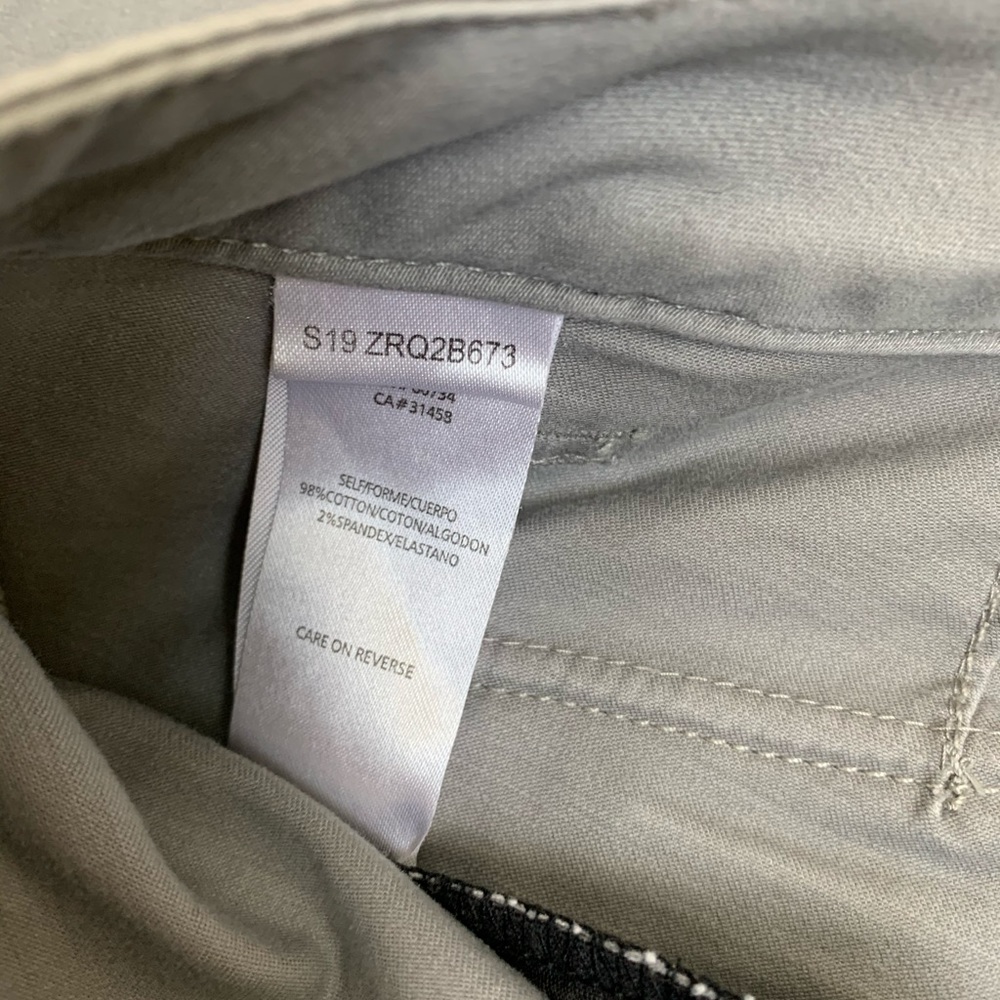 S19 ZRQ2B673
CA#31458
SELF/FORME/CUERPO
98%COTTON/COTON/ALGODON
2%SPANDEX/ELASTANO
CARE ON REVERSE